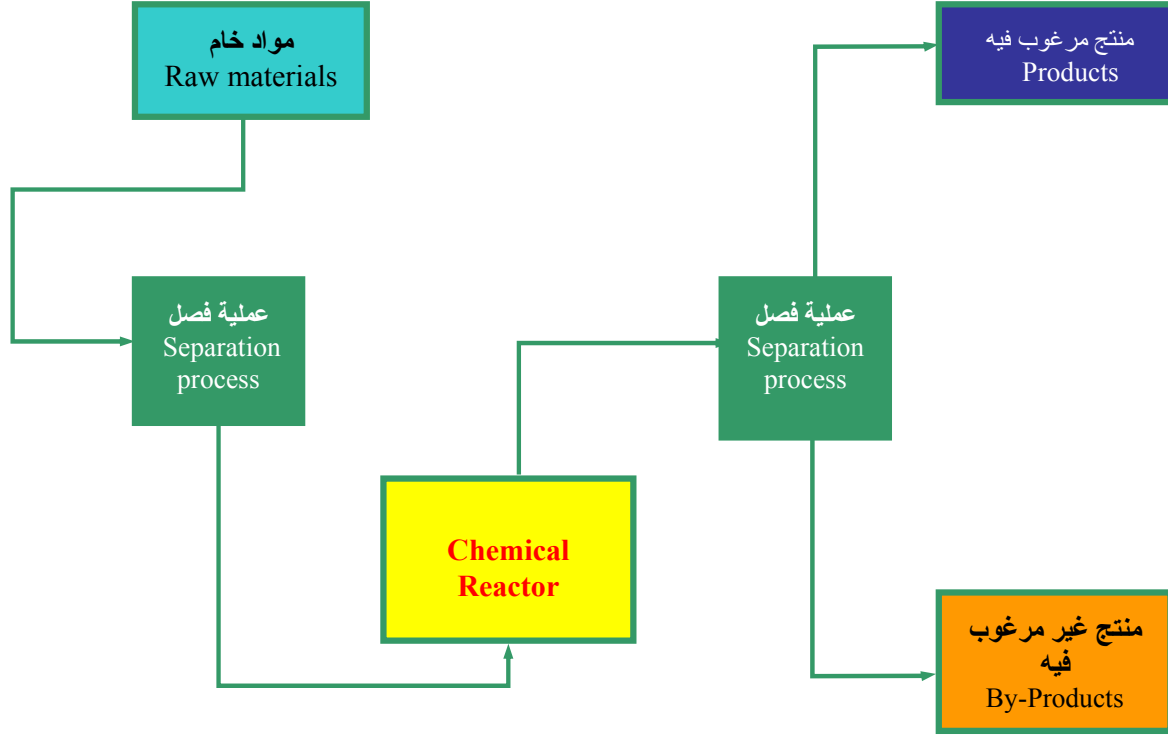 مواد خام
Raw materials
منتج مرغوب فيه
Products
عملية فصل
Separation
process
عملية فصل
Separation
process
Chemical
Reactor
منتج غير مرغوب
فيه
By-Products